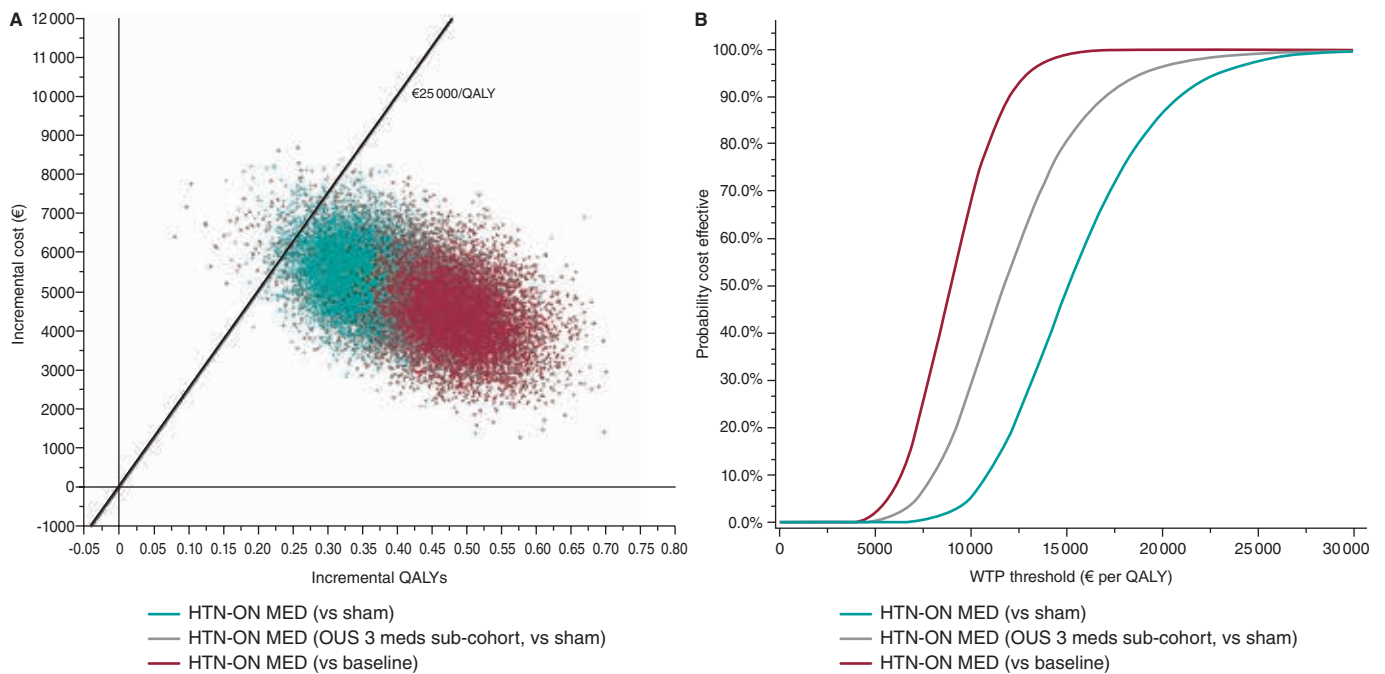 A
12 000
11 000
10 000
9000
8000
7000
6000
5000
4000
3000
2000
1000
0
-1000
Incremental cost (€)
€25 000/QALY
-0.05 0 0.05 0.10 0.15 0.20 0.25 0.30 0.35 0.40 0.45 0.50 0.55 0.60 0.65 0.70 0.75 0.80
Incremental QALYs
HTN-ON MED (vs sham)
HTN-ON MED (OUS 3 meds sub-cohort, vs sham)
HTN-ON MED (vs baseline)
B
100.0%
90.0%
80.0%
70.0%
60.0%
50.0%
40.0%
30.0%
20.0%
10.0%
0.0%
Probability cost effective
0 5000 10 000 15 000 20 000 25 000 30 000
WTP threshold (€ per QALY)
HTN-ON MED (vs sham)
HTN-ON MED (OUS 3 meds sub-cohort, vs sham)
HTN-ON MED (vs baseline)